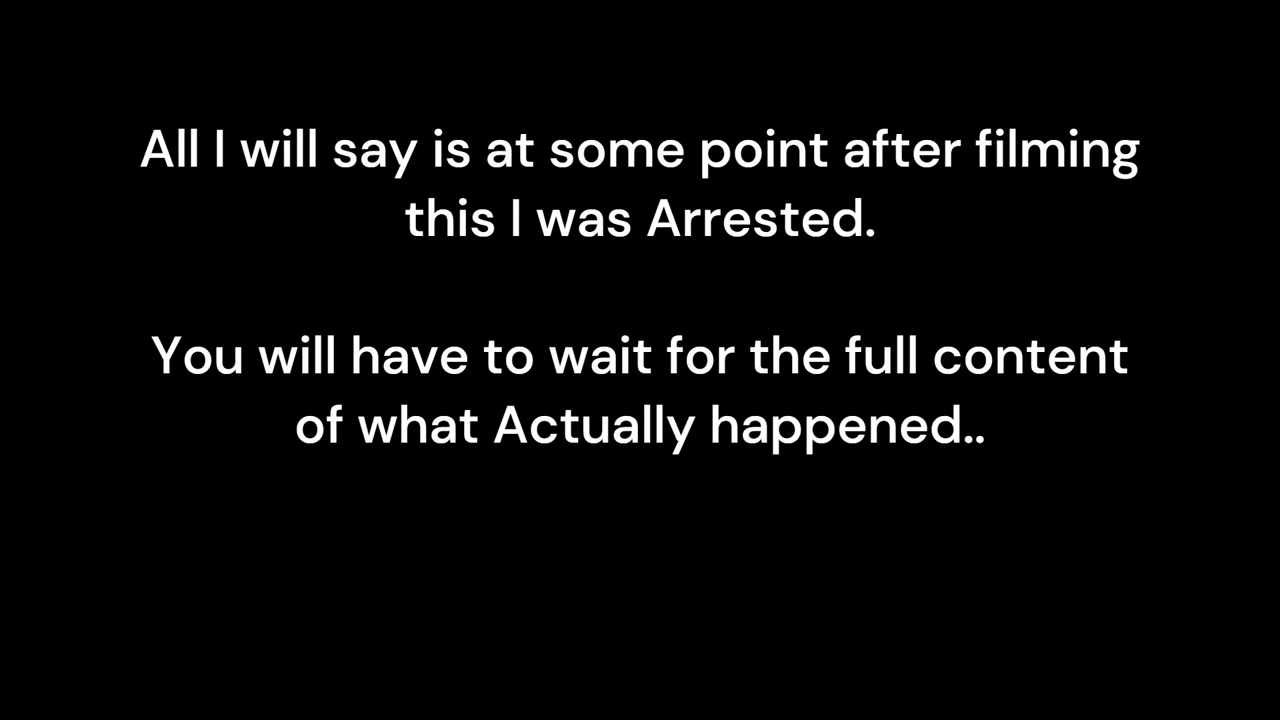 All I will say is at some point after filming
this I was Arrested.
You will have to wait for the full content
of what Actually happened..